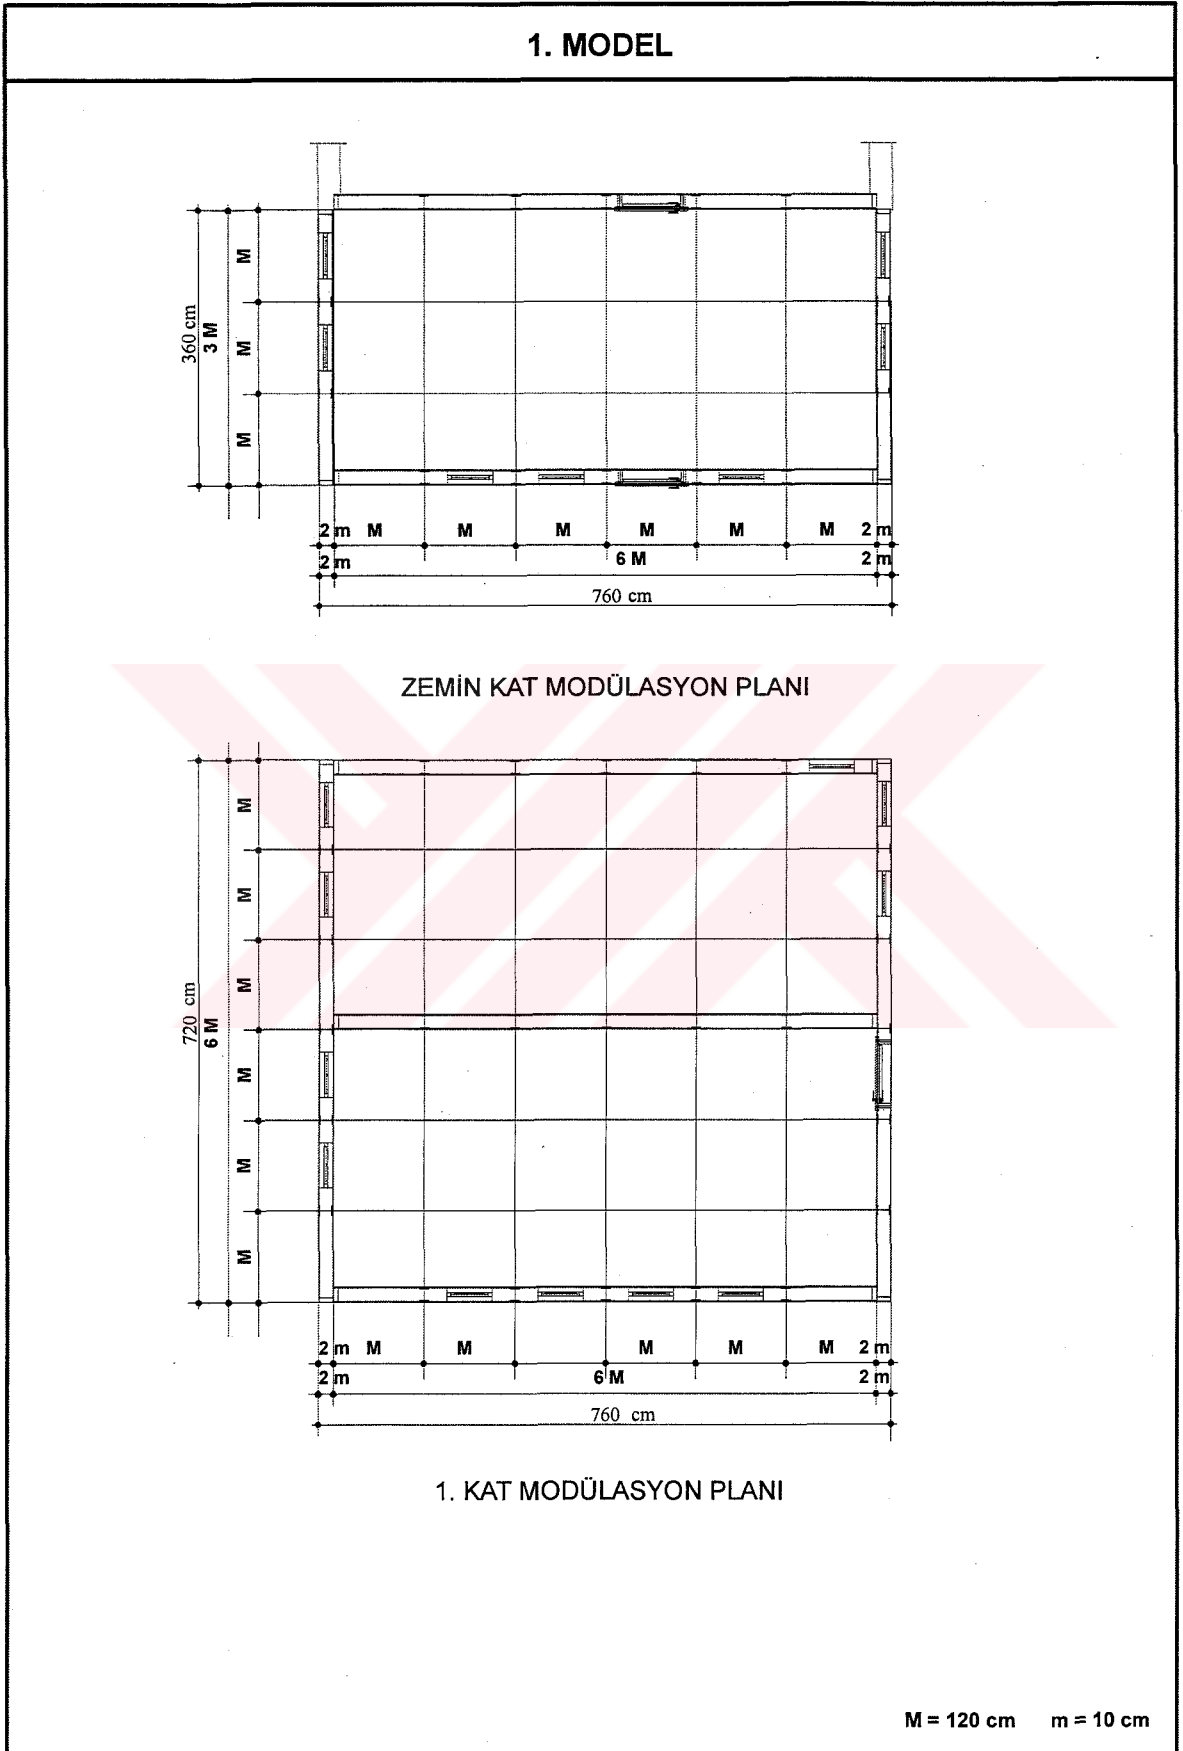 1. MODEL
360 cm
3 M
M
M
M
2 m M M M M M M 2 m
2 m 6 M 2 m
760 cm
ZEMİN KAT MODÜLASYON PLANI
720 cm
6 M
M
M
M
M
M
M
2 m M M M M M 2 m
2 m 6 M 2 m
760 cm
1. KAT MODÜLASYON PLANI
M = 120 cm m = 10 cm